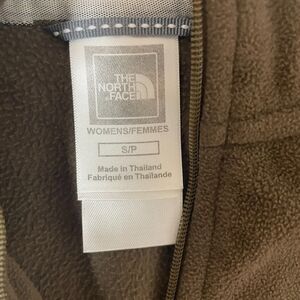 THE
NORTH
FACE
WOMENS/FEMMES
S/P
Made in Thailand
Fabriqué en Thaïlande